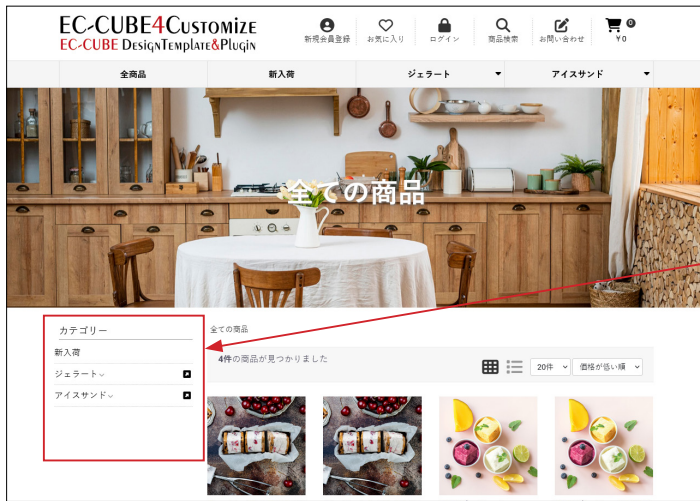 EC-CUBE4CUSTOMIZE
EC-CUBE DESIGNTEMPLATE&PLUGIN
新規会員登録
お気に入り
ログイン
商品検索
お問い合わせ
0
￥0
全商品
新入荷
ジェラート
アイスサンド
全ての商品
カテゴリー
新入荷
ジェラート
アイスサンド
全ての商品
4件の商品が見つかりました
20件
価格が低い順